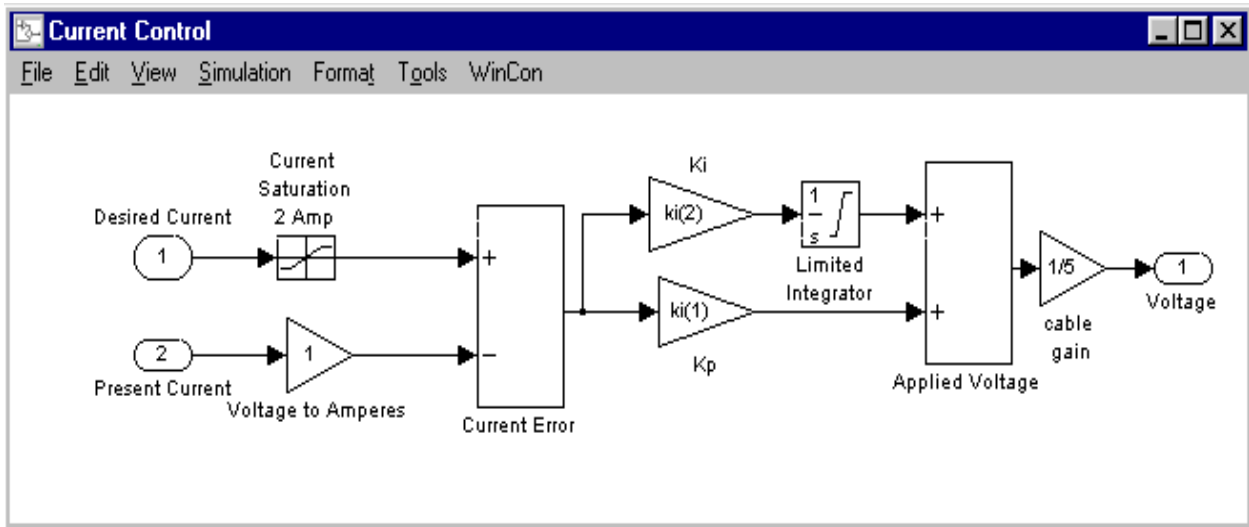 Current Control
File Edit View Simulation Format Tools WinCon
Current
Saturation
2 Amp
Desired Current
1
Ki
ki(2)
1
s
Limited
Integrator
+
-
Current Error
2
Present Current
1
Voltage to Amperes
ki(1)
Kp
+
+
Applied Voltage
1/5
cable
gain
1
Voltage